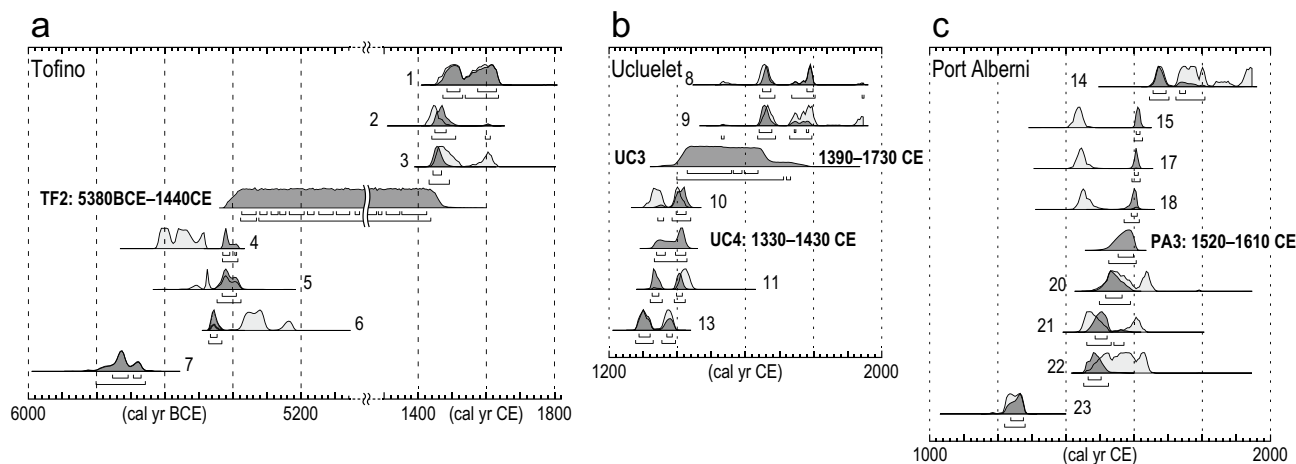 a
Tofino
1
2
3
TF2: 5380BCE–1440CE
4
5
6
7
6000 (cal yr BCE) 5200 1400 (cal yr CE) 1800
b
Ucluelet
8
9
UC3 1390–1730 CE
10
UC4: 1330–1430 CE
11
13
1200 (cal yr CE) 2000
c
Port Alberni
14
15
17
18
PA3: 1520–1610 CE
20
21
22
23
1000 (cal yr CE) 2000